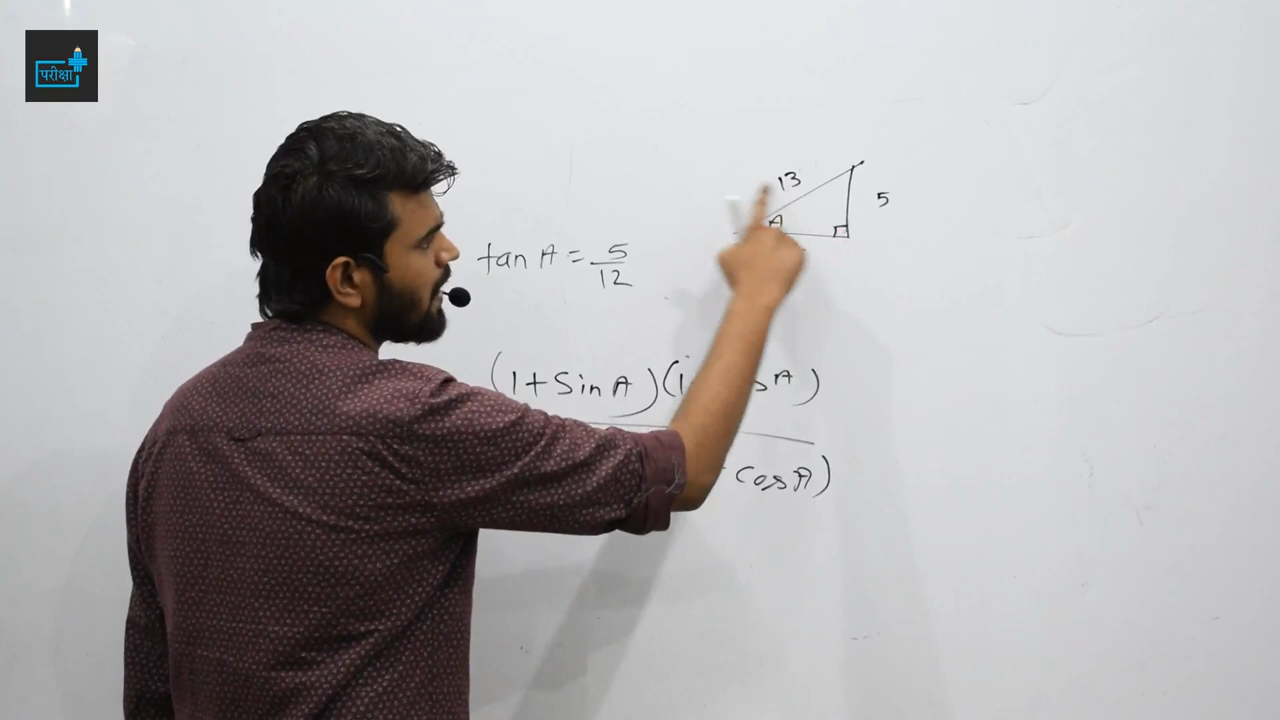 परीक्षा
13
5
A
tan A = 5/12
(1 + Sin A)(1 A)
cos A)